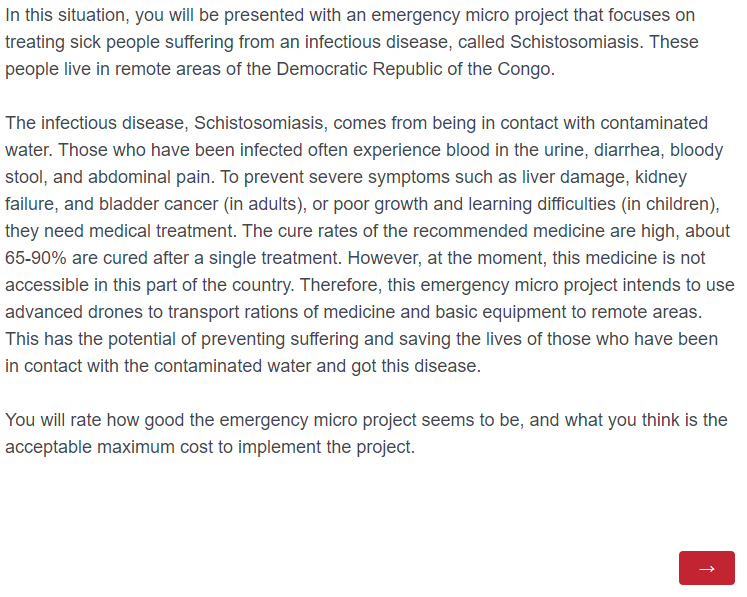 In this situation, you will be presented with an emergency micro project that focuses on
treating sick people suffering from an infectious disease, called Schistosomiasis. These
people live in remote areas of the Democratic Republic of the Congo.
The infectious disease, Schistosomiasis, comes from being in contact with contaminated
water. Those who have been infected often experience blood in the urine, diarrhea, bloody
stool, and abdominal pain. To prevent severe symptoms such as liver damage, kidney
failure, and bladder cancer (in adults), or poor growth and learning difficulties (in children),
they need medical treatment. The cure rates of the recommended medicine are high, about
65-90% are cured after a single treatment. However, at the moment, this medicine is not
accessible in this part of the country. Therefore, this emergency micro project intends to use
advanced drones to transport rations of medicine and basic equipment to remote areas.
This has the potential of preventing suffering and saving the lives of those who have been
in contact with the contaminated water and got this disease.
You will rate how good the emergency micro project seems to be, and what you think is the
acceptable maximum cost to implement the project.
→